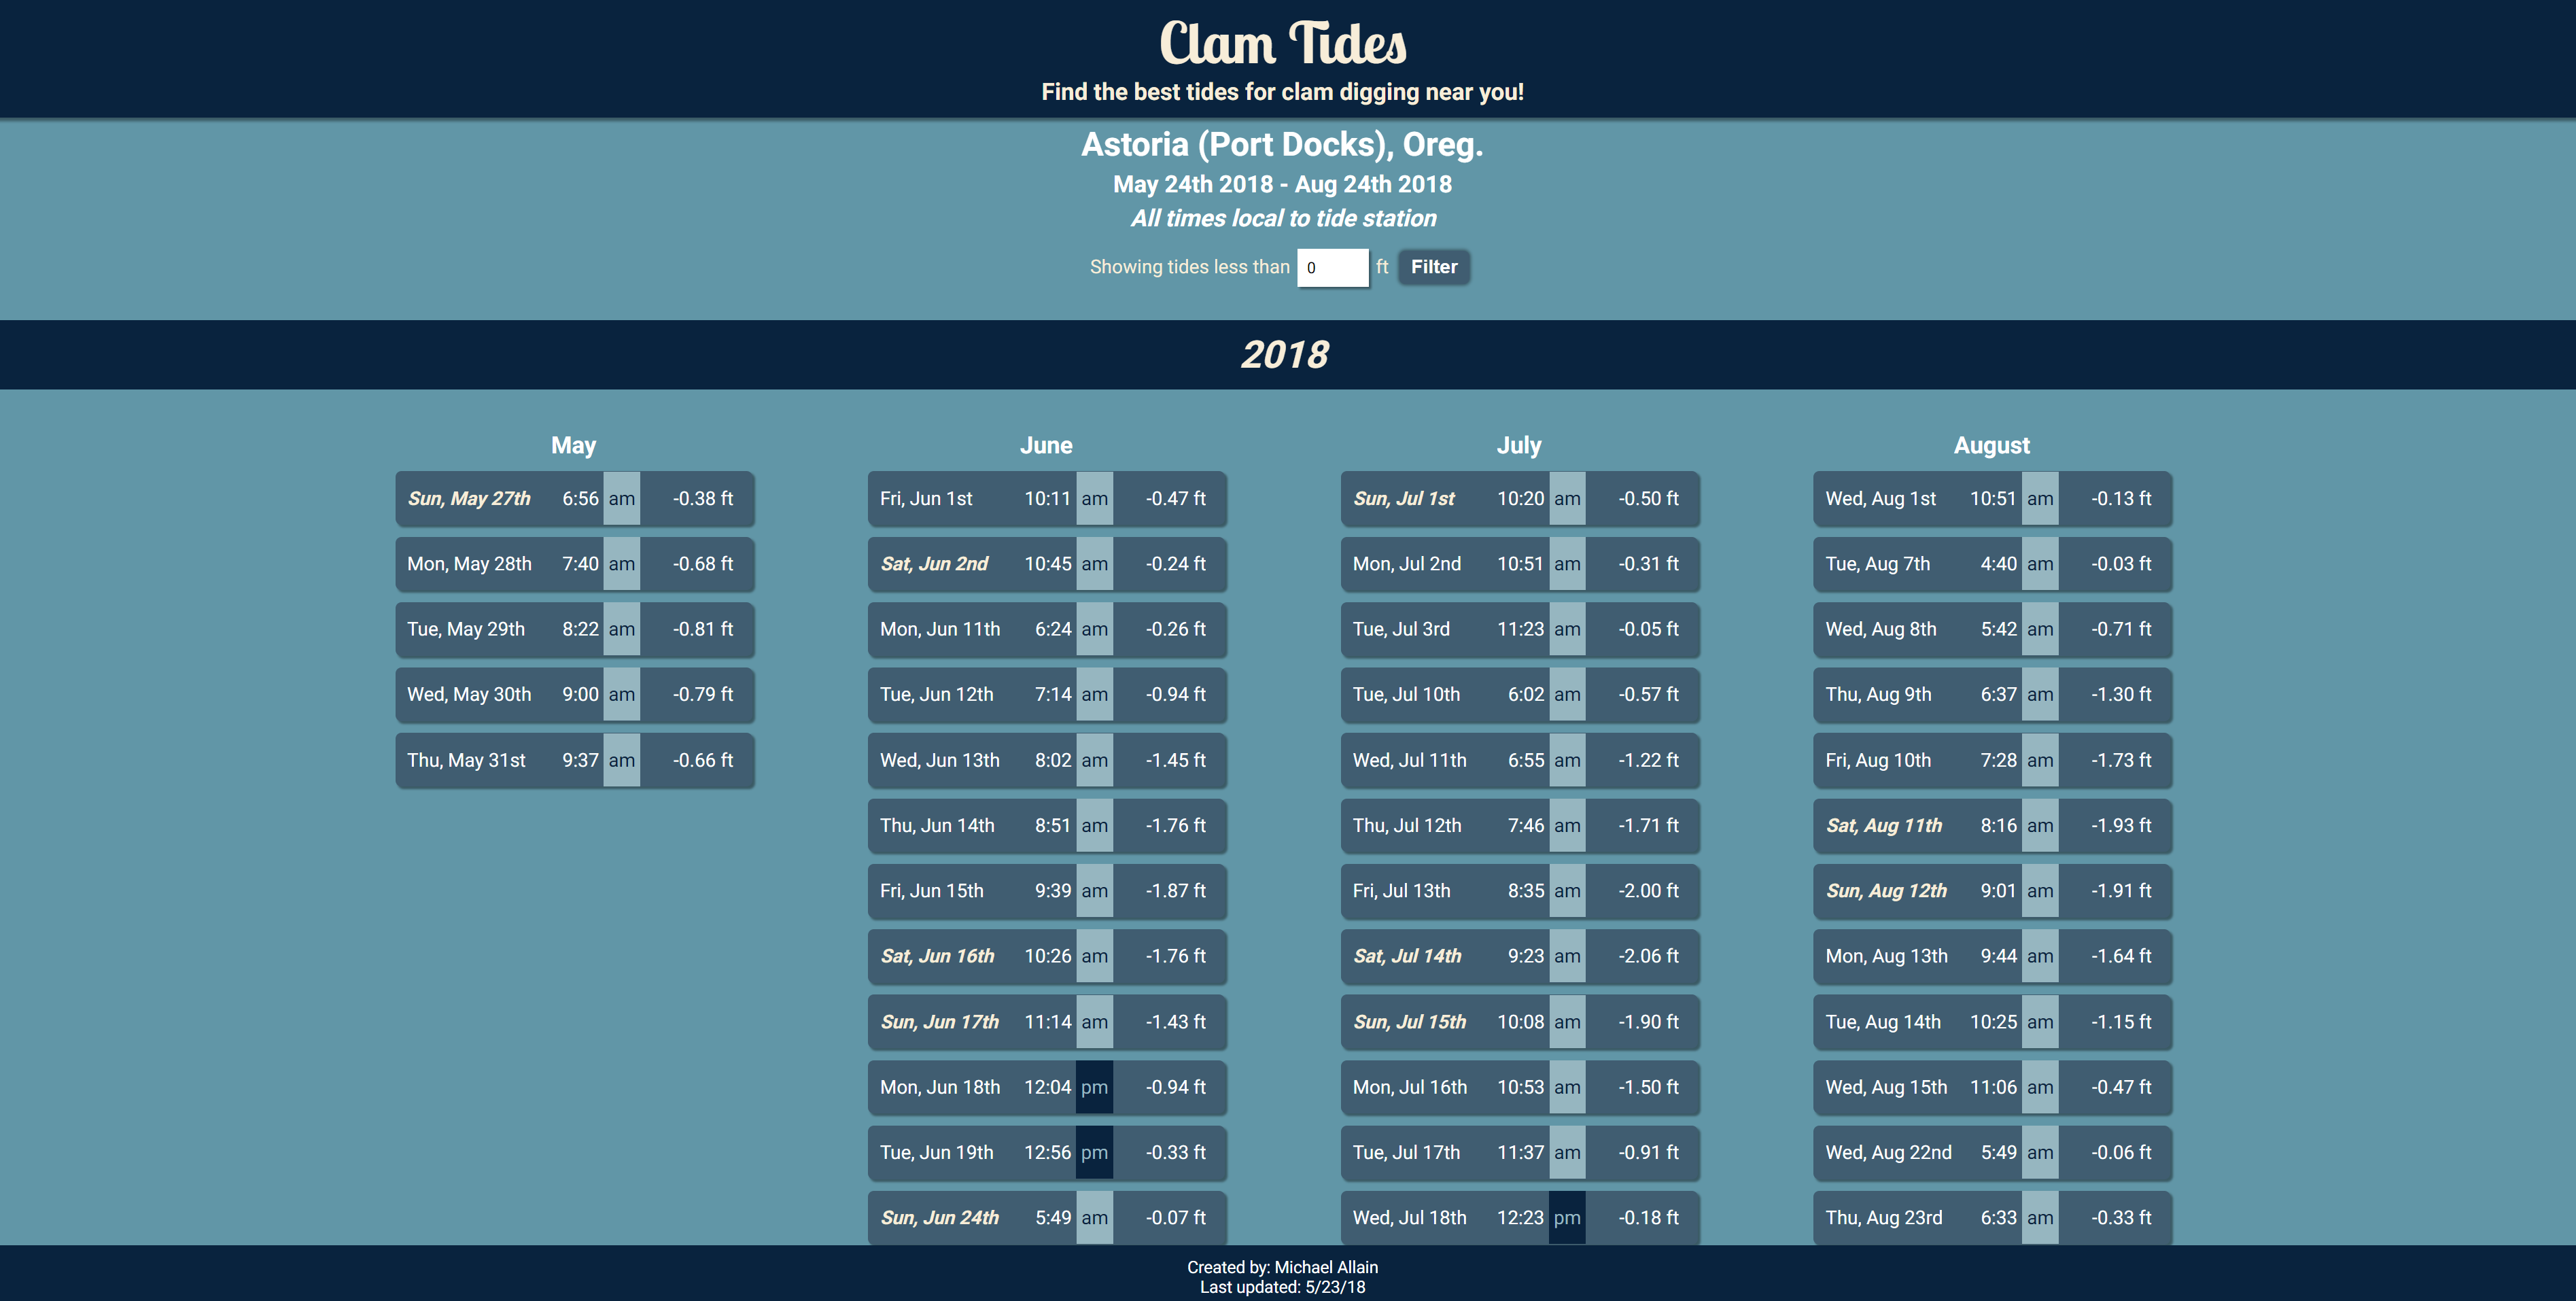 Clam Tides
Find the best tides for clam digging near you!
Astoria (Port Docks), Oreg.
May 24th 2018 - Aug 24th 2018
All times local to tide station
Showing tides less than 0 ft Filter
2018
May
Sun, May 27th 6:56 am -0.38 ft
Mon, May 28th 7:40 am -0.68 ft
Tue, May 29th 8:22 am -0.81 ft
Wed, May 30th 9:00 am -0.79 ft
Thu, May 31st 9:37 am -0.66 ft
June
Fri, Jun 1st 10:11 am -0.47 ft
Sat, Jun 2nd 10:45 am -0.24 ft
Mon, Jun 11th 6:24 am -0.26 ft
Tue, Jun 12th 7:14 am -0.94 ft
Wed, Jun 13th 8:02 am -1.45 ft
Thu, Jun 14th 8:51 am -1.76 ft
Fri, Jun 15th 9:39 am -1.87 ft
Sat, Jun 16th 10:26 am -1.76 ft
Sun, Jun 17th 11:14 am -1.43 ft
Mon, Jun 18th 12:04 pm -0.94 ft
Tue, Jun 19th 12:56 pm -0.33 ft
Sun, Jun 24th 5:49 am -0.07 ft
July
Sun, Jul 1st 10:20 am -0.50 ft
Mon, Jul 2nd 10:51 am -0.31 ft
Tue, Jul 3rd 11:23 am -0.05 ft
Tue, Jul 10th 6:02 am -0.57 ft
Wed, Jul 11th 6:55 am -1.22 ft
Thu, Jul 12th 7:46 am -1.71 ft
Fri, Jul 13th 8:35 am -2.00 ft
Sat, Jul 14th 9:23 am -2.06 ft
Sun, Jul 15th 10:08 am -1.90 ft
Mon, Jul 16th 10:53 am -1.50 ft
Tue, Jul 17th 11:37 am -0.91 ft
Wed, Jul 18th 12:23 pm -0.18 ft
August
Wed, Aug 1st 10:51 am -0.13 ft
Tue, Aug 7th 4:40 am -0.03 ft
Wed, Aug 8th 5:42 am -0.71 ft
Thu, Aug 9th 6:37 am -1.30 ft
Fri, Aug 10th 7:28 am -1.73 ft
Sat, Aug 11th 8:16 am -1.93 ft
Sun, Aug 12th 9:01 am -1.91 ft
Mon, Aug 13th 9:44 am -1.64 ft
Tue, Aug 14th 10:25 am -1.15 ft
Wed, Aug 15th 11:06 am -0.47 ft
Wed, Aug 22nd 5:49 am -0.06 ft
Thu, Aug 23rd 6:33 am -0.33 ft
Created by: Michael Allain
Last updated: 5/23/18